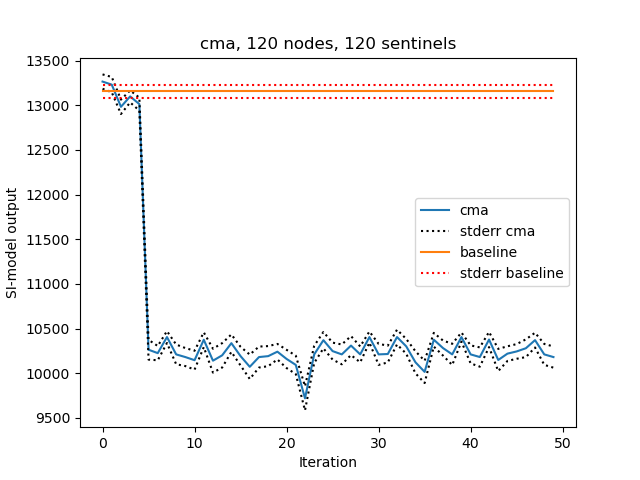 cma, 120 nodes, 120 sentinels
13500
13000
12500
12000
11500
11000
10500
10000
9500
SI-model output
cma
stderr cma
baseline
stderr baseline
0
10
20
30
40
50
Iteration